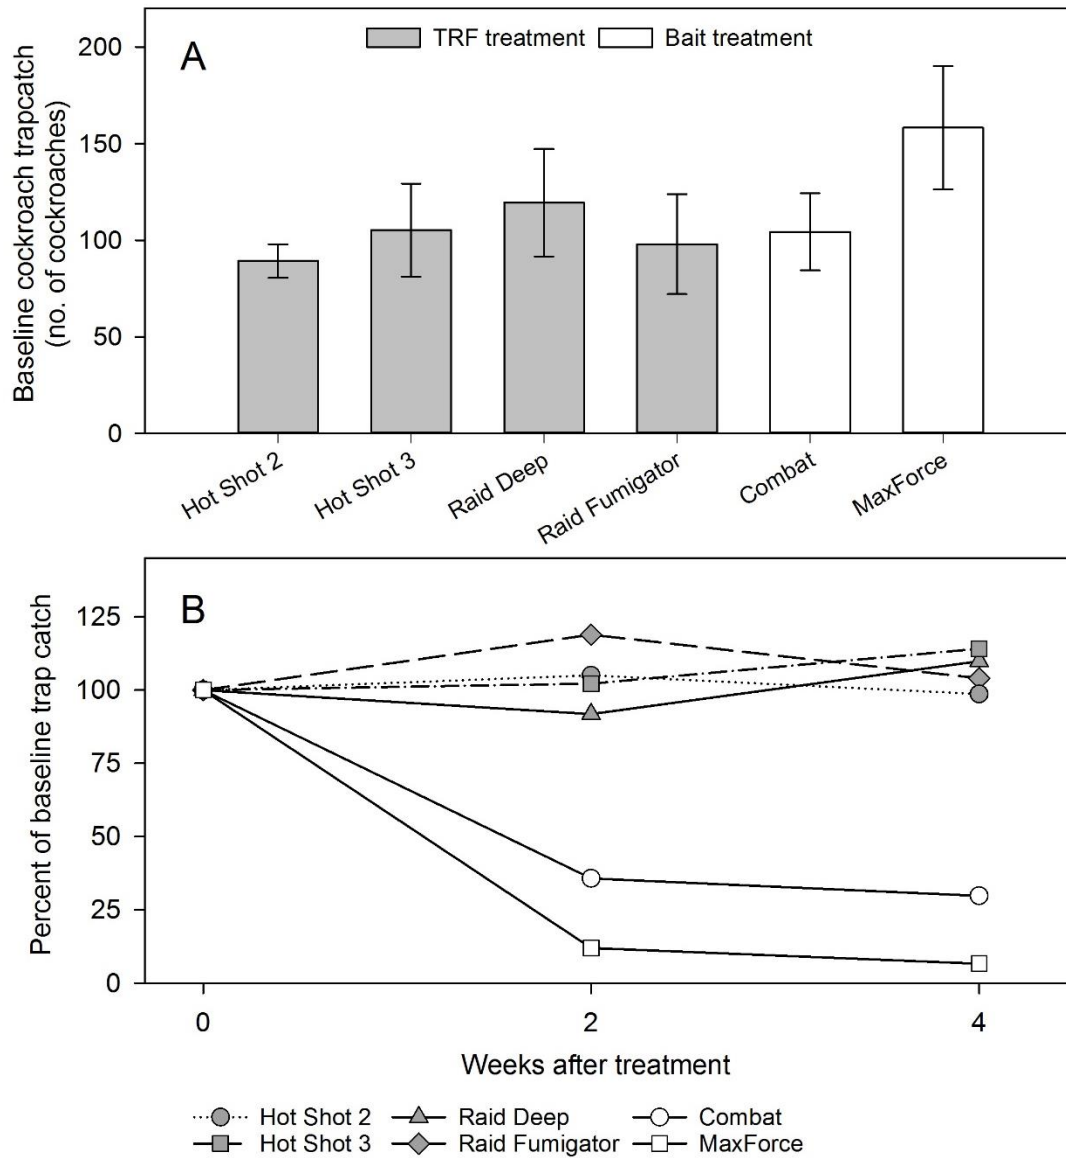 A
TRF treatment
Bait treatment
Baseline cockroach trapcatch
(no. of cockroaches)
200
150
100
50
0
Hot Shot 2
Hot Shot 3
Raid Deep
Raid Fumigator
Combat
MaxForce
B
Percent of baseline trap catch
125
100
75
50
25
0
0
2
4
Weeks after treatment
Hot Shot 2
Raid Deep
Combat
Hot Shot 3
Raid Fumigator
MaxForce